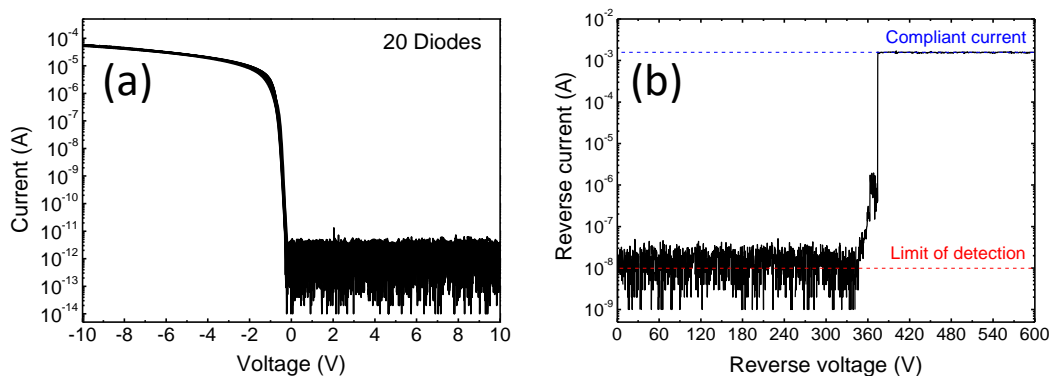 (a)
20 Diodes
Current (A)
10⁻⁴
10⁻⁵
10⁻⁶
10⁻⁷
10⁻⁸
10⁻⁹
10⁻¹⁰
10⁻¹¹
10⁻¹²
10⁻¹³
10⁻¹⁴
-10 -8 -6 -4 -2 0 2 4 6 8 10
Voltage (V)
(b)
Compliant current
Limit of detection
Reverse current (A)
10⁻²
10⁻³
10⁻⁴
10⁻⁵
10⁻⁶
10⁻⁷
10⁻⁸
10⁻⁹
0 60 120 180 240 300 360 420 480 540 600
Reverse voltage (V)